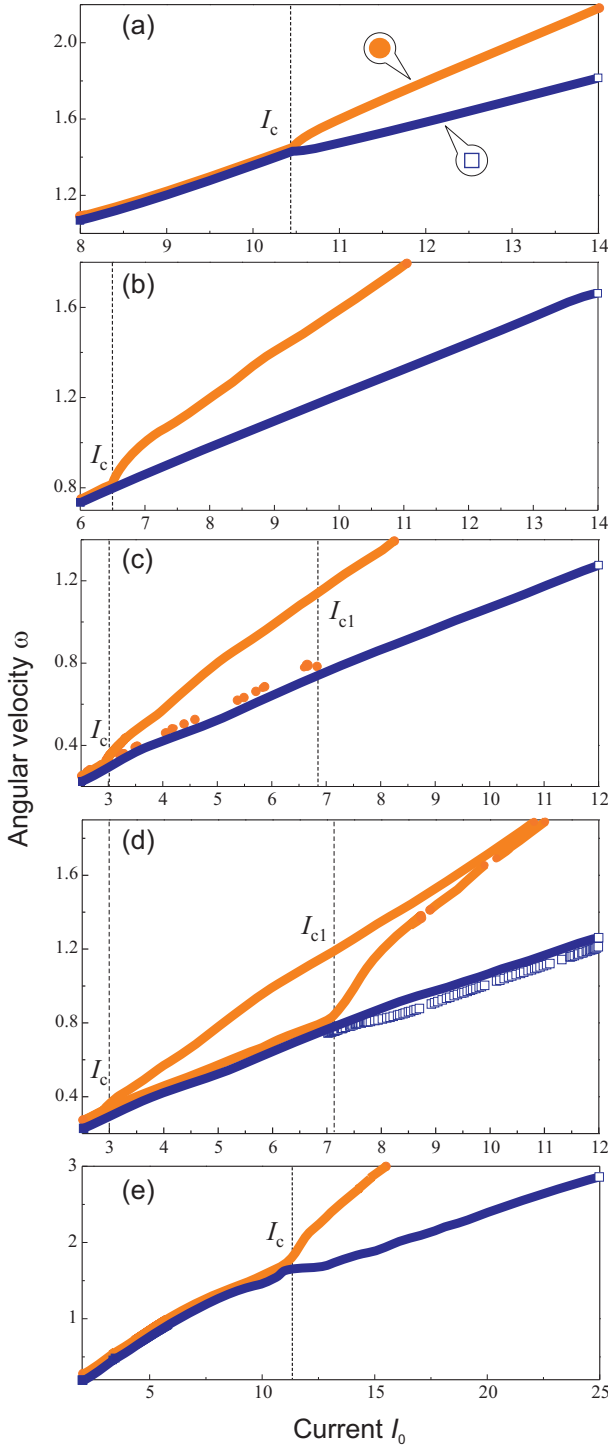 (a)
2.0
1.6
1.2
I_c
8 9 10 11 12 13 14
(b)
1.6
1.2
0.8
I_c
6 7 8 9 10 11 12 13 14
(c)
1.2
0.8
0.4
I_c
I_c1
3 4 5 6 7 8 9 10 11 12
Angular velocity ω
(d)
1.6
1.2
0.8
0.4
I_c
I_c1
3 4 5 6 7 8 9 10 11 12
(e)
3
2
1
I_c
5 10 15 20 25
Current I_0